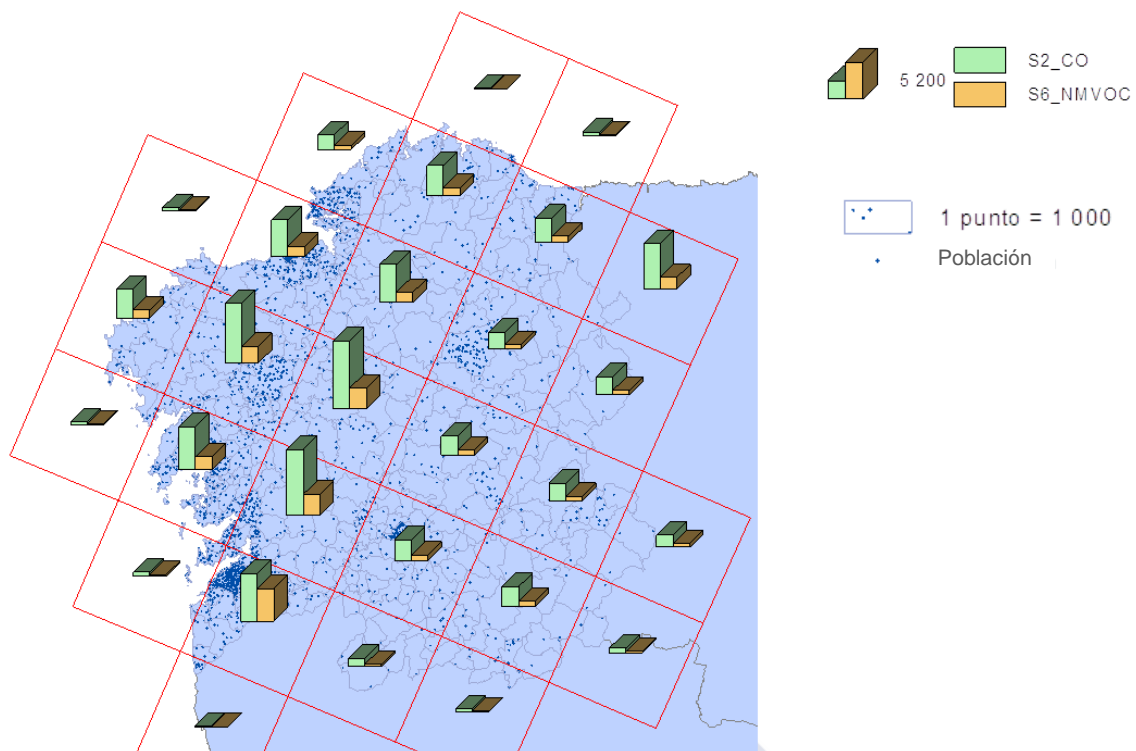 5 200
S2_CO
S6_NMVOC
1 punto = 1 000
Población